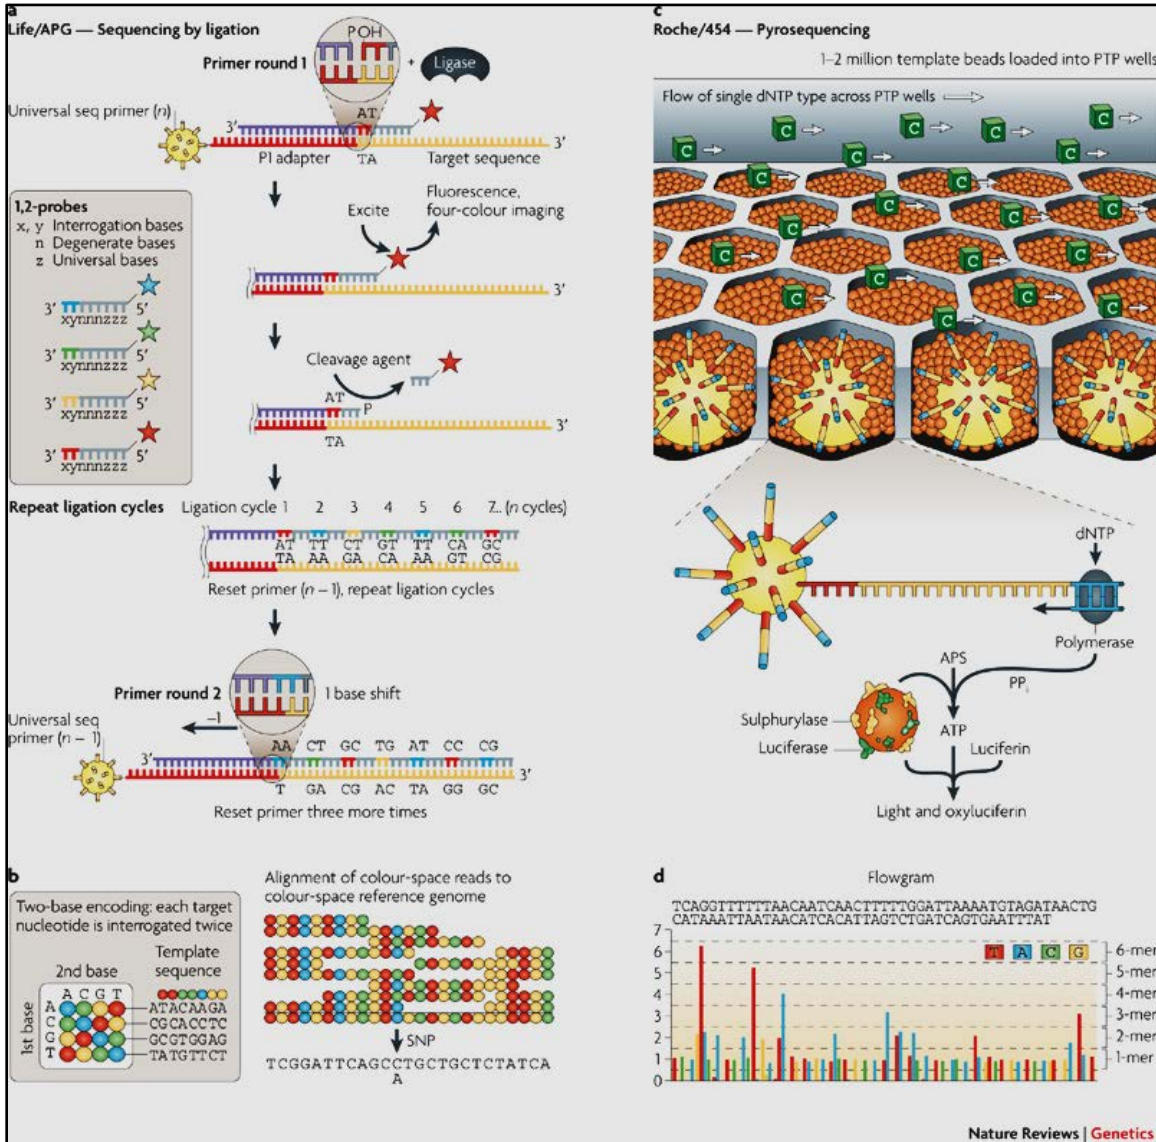 a
Life/APG — Sequencing by ligation
P OH
Primer round 1
+
Ligase
Universal seq primer (n)
AT
3′
3′
P1 adapter
TA
Target sequence
1,2-probes
x, y Interrogation bases
n Degenerate bases
z Universal bases
3′ 5′
xynnnzzz
3′ 5′
xynnnzzz
3′ 5′
xynnnzzz
3′ 5′
xynnnzzz
Excite
Fluorescence,
four-colour imaging
3′
Cleavage agent
AT
P
3′
TA
Repeat ligation cycles
Ligation cycle 1 2 3 4 5 6 7... (n cycles)
AT TT CT GT TT CA GC
TA AA GA CA AA GT CG
3′
Reset primer (n – 1), repeat ligation cycles
Primer round 2
1 base shift
Universal seq
primer (n – 1)
–1
AA CT GC TG AT CC CG
3′
3′
T GA CG AC TA GG GC
Reset primer three more times
b
Two-base encoding: each target
nucleotide is interrogated twice
2nd base
Template
sequence
A C G T
1st base
A
C
G
T
ATACAAGA
CGCACCTC
GCGTGGAG
TATGTTCT
Alignment of colour-space reads to
colour-space reference genome
SNP
TCGGATTCAGCCTGCTGCTCTATCA
A
c
Roche/454 — Pyrosequencing
1–2 million template beads loaded into PTP wells
Flow of single dNTP type across PTP wells
C C C C C
C C
C C C
C C C
C C C
C C
dNTP
Polymerase
APS
PPi
Sulphurylase
Luciferase
ATP
Luciferin
Light and oxyluciferin
d
Flowgram
TCAGGTTTTTTAACAATCAACTTTTTGGATTAAAATGTAGATAACTG
CATAAATTAATAACATCACATTAGTCTGATCAGTGAATTTAT
7
6
5
4
3
2
1
0
T A C G
6-mer
5-mer
4-mer
3-mer
2-mer
1-mer
Nature Reviews | Genetics